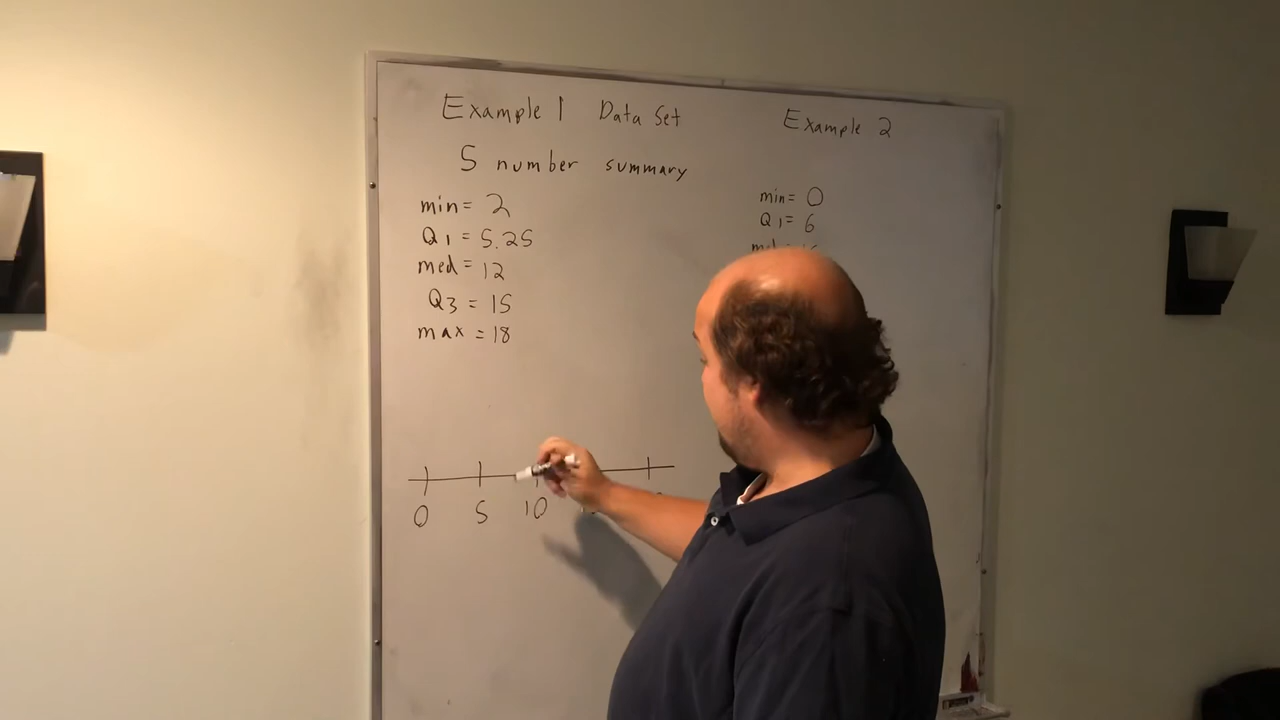 Example 1 Data Set
5 number summary
min = 2
Q1 = 5.25
med = 12
Q3 = 15
max = 18
Example 2
min = 0
Q1 = 6
0 5 10